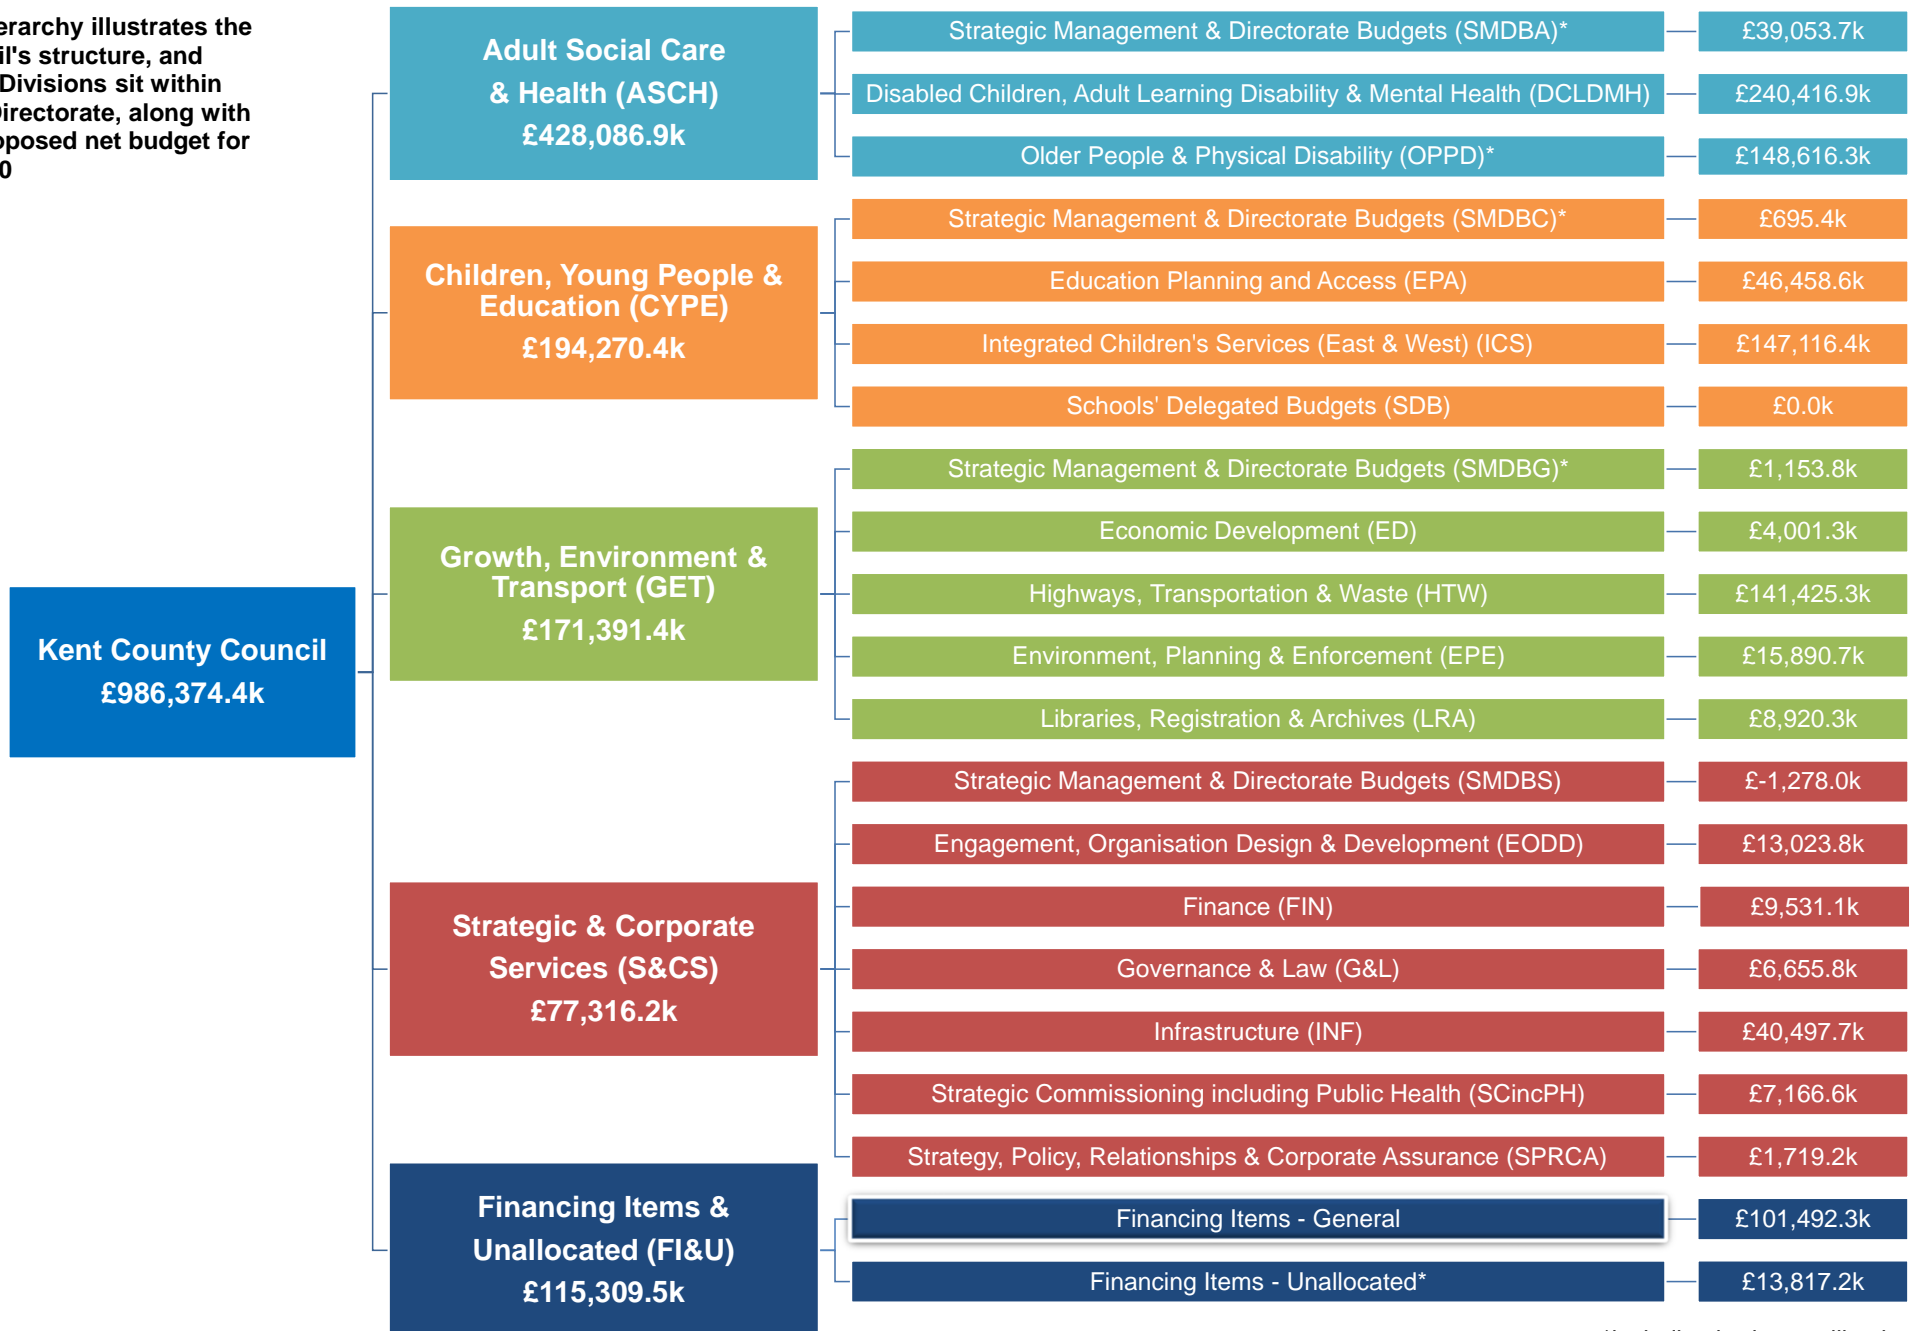 erarchy illustrates the
il's structure, and
Divisions sit within
Directorate, along with
oposed net budget for
0
Kent County Council
£986,374.4k
Adult Social Care
& Health (ASCH)
£428,086.9k
Strategic Management & Directorate Budgets (SMDBA)*
£39,053.7k
Disabled Children, Adult Learning Disability & Mental Health (DCLDMH)
£240,416.9k
Older People & Physical Disability (OPPD)*
£148,616.3k
Children, Young People &
Education (CYPE)
£194,270.4k
Strategic Management & Directorate Budgets (SMDBC)*
£695.4k
Education Planning and Access (EPA)
£46,458.6k
Integrated Children's Services (East & West) (ICS)
£147,116.4k
Schools' Delegated Budgets (SDB)
£0.0k
Growth, Environment &
Transport (GET)
£171,391.4k
Strategic Management & Directorate Budgets (SMDBG)*
£1,153.8k
Economic Development (ED)
£4,001.3k
Highways, Transportation & Waste (HTW)
£141,425.3k
Environment, Planning & Enforcement (EPE)
£15,890.7k
Libraries, Registration & Archives (LRA)
£8,920.3k
Strategic & Corporate
Services (S&CS)
£77,316.2k
Strategic Management & Directorate Budgets (SMDBS)
£-1,278.0k
Engagement, Organisation Design & Development (EODD)
£13,023.8k
Finance (FIN)
£9,531.1k
Governance & Law (G&L)
£6,655.8k
Infrastructure (INF)
£40,497.7k
Strategic Commissioning including Public Health (SCincPH)
£7,166.6k
Strategy, Policy, Relationships & Corporate Assurance (SPRCA)
£1,719.2k
Financing Items &
Unallocated (FI&U)
£115,309.5k
Financing Items - General
£101,492.3k
Financing Items - Unallocated*
£13,817.2k